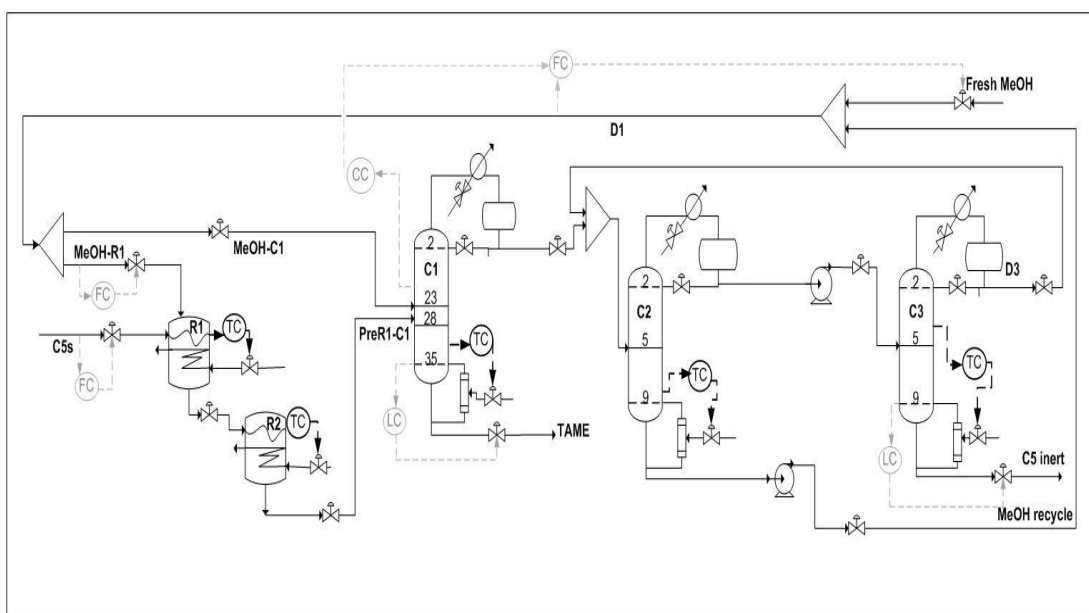 FC
Fresh MeOH
D1
CC
MeOH-R1
MeOH-C1
FC
C5s
FC
R1
TC
R2
TC
PreR1-C1
2
C1
23
28
35
TC
LC
TAME
2
C2
5
9
TC
2
C3
5
9
D3
TC
LC
C5 inert
MeOH recycle